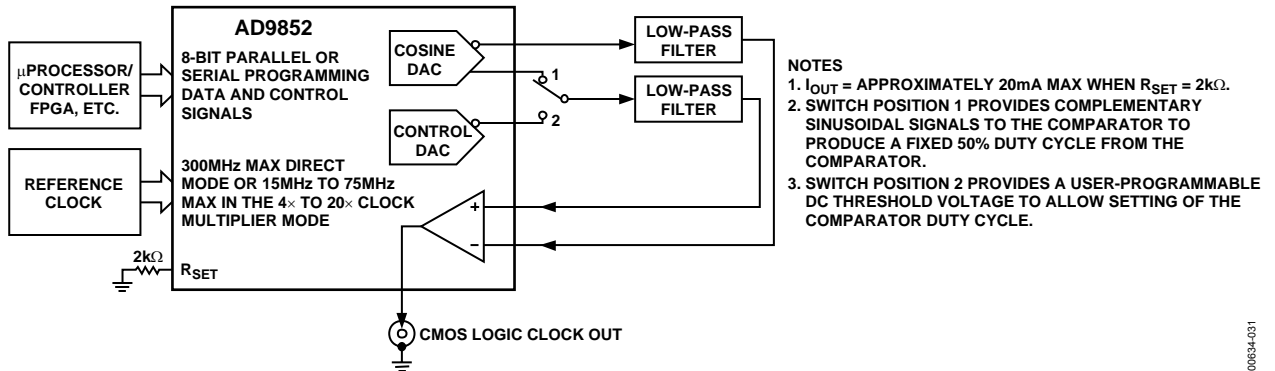 AD9852
8-BIT PARALLEL OR
SERIAL PROGRAMMING
DATA AND CONTROL
SIGNALS
μPROCESSOR/
CONTROLLER
FPGA, ETC.
300MHz MAX DIRECT
MODE OR 15MHz TO 75MHz
MAX IN THE 4× TO 20× CLOCK
MULTIPLIER MODE
REFERENCE
CLOCK
2kΩ
RSET
COSINE
DAC
CONTROL
DAC
1
2
LOW-PASS
FILTER
LOW-PASS
FILTER
+
–
CMOS LOGIC CLOCK OUT
NOTES
1. IOUT = APPROXIMATELY 20mA MAX WHEN RSET = 2kΩ.
2. SWITCH POSITION 1 PROVIDES COMPLEMENTARY
SINUSOIDAL SIGNALS TO THE COMPARATOR TO
PRODUCE A FIXED 50% DUTY CYCLE FROM THE
COMPARATOR.
3. SWITCH POSITION 2 PROVIDES A USER-PROGRAMMABLE
DC THRESHOLD VOLTAGE TO ALLOW SETTING OF THE
COMPARATOR DUTY CYCLE.
00634-031